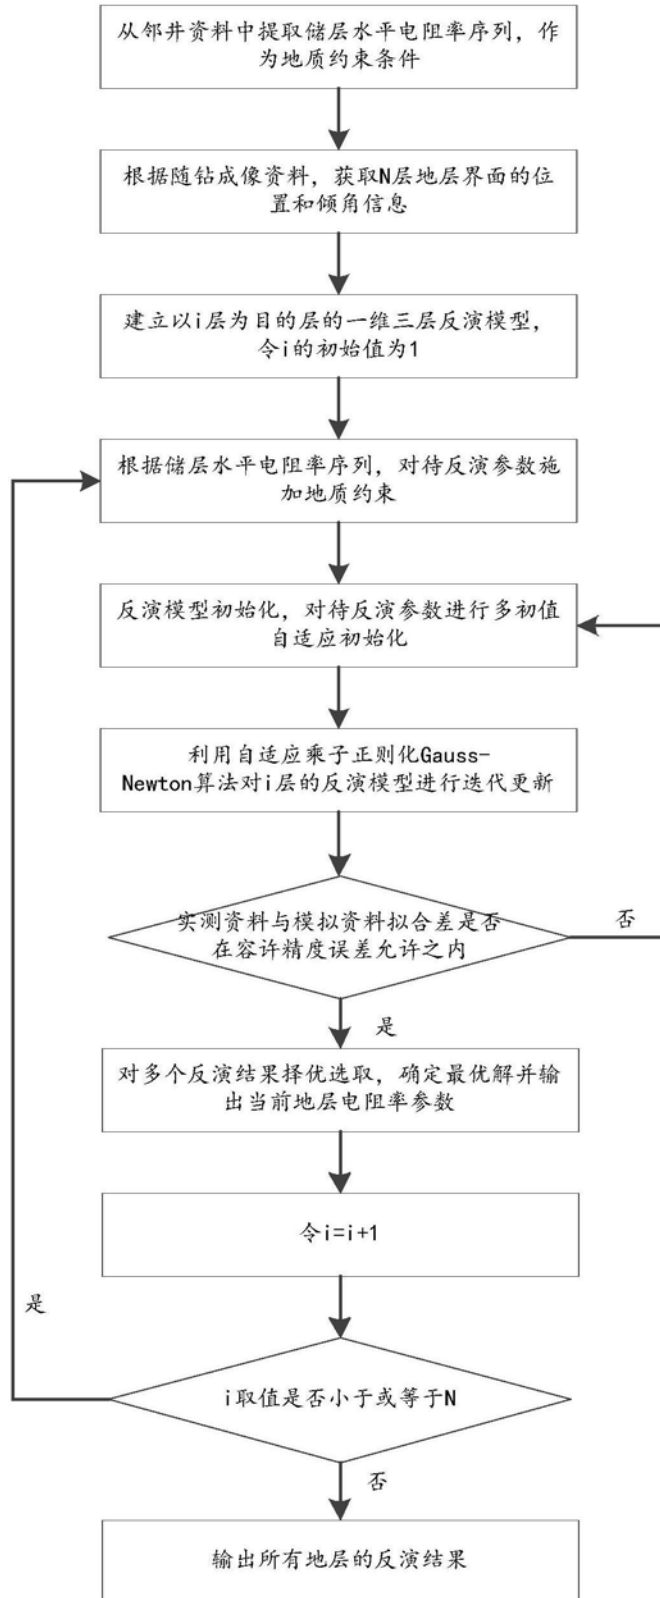 从邻井资料中提取储层水平电阻率序列，作
为地质约束条件
根据随钻成像资料，获取N层地层界面的位
置和倾角信息
建立以i层为目的层的一维三层反演模型，
令i的初始值为1
根据储层水平电阻率序列，对待反演参数施
加地质约束
反演模型初始化，对待反演参数进行多初值
自适应初始化
利用自适应乘子正则化Gauss-
Newton算法对i层的反演模型进行迭代更新
实测资料与模拟资料拟合差是否
在容许精度误差允许之内
否
是
对多个反演结果择优选取，确定最优解并输
出当前地层电阻率参数
令i=i+1
是
i取值是否小于或等于N
否
输出所有地层的反演结果